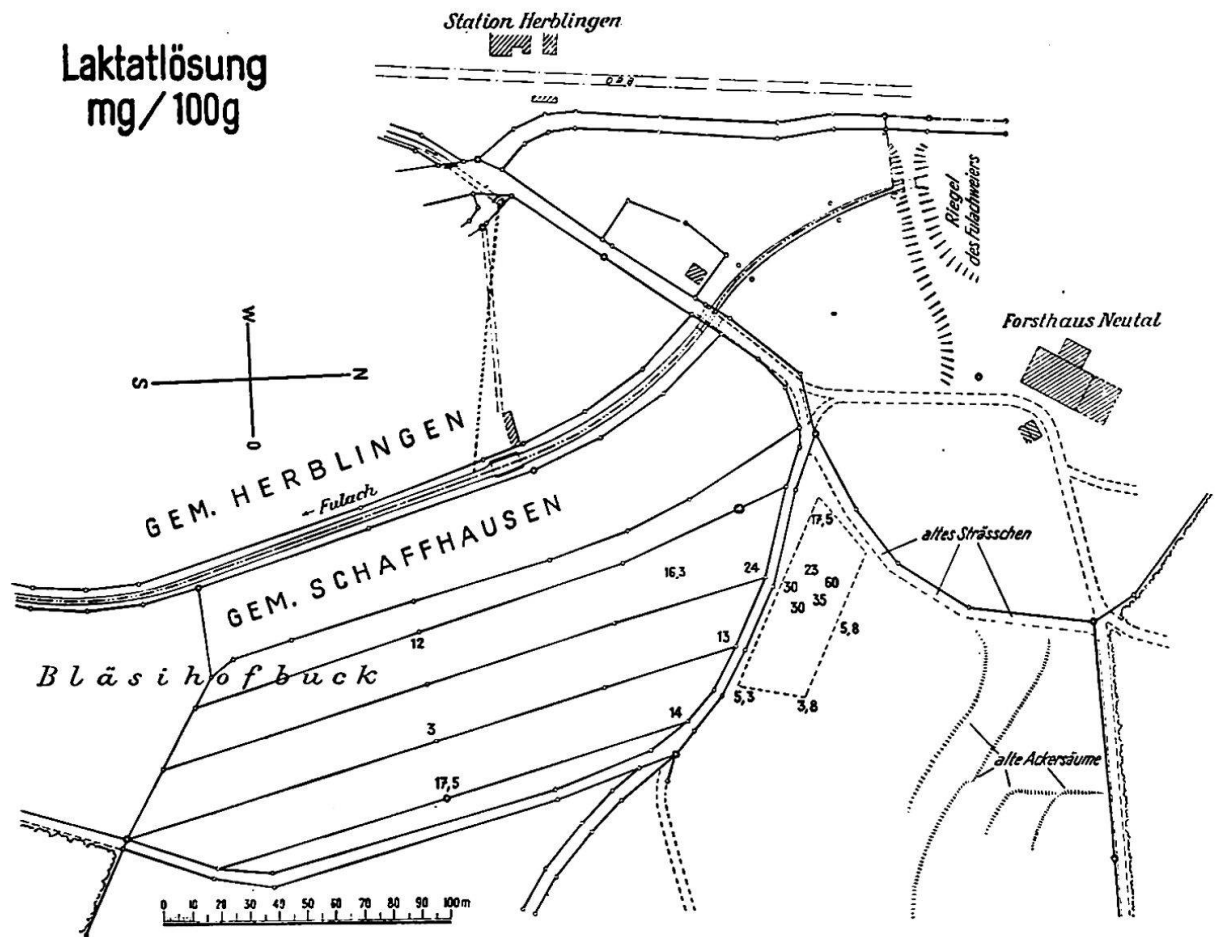 Station Herblingen
Laktatlösung
mg/100g
Riegel
des Fulachweiers
Forsthaus Neutal
W
S
N
O
GEM. HERBLINGEN
← Fulach
GEM. SCHAFFHAUSEN
altes Strässchen
17,5
16,3
24
23
30
60
30
35
12
13
5,8
Bläsihofbuck
5,3
3,8
3
14
17,5
alte Ackersäume
0 10 20 30 40 50 60 70 80 90 100m